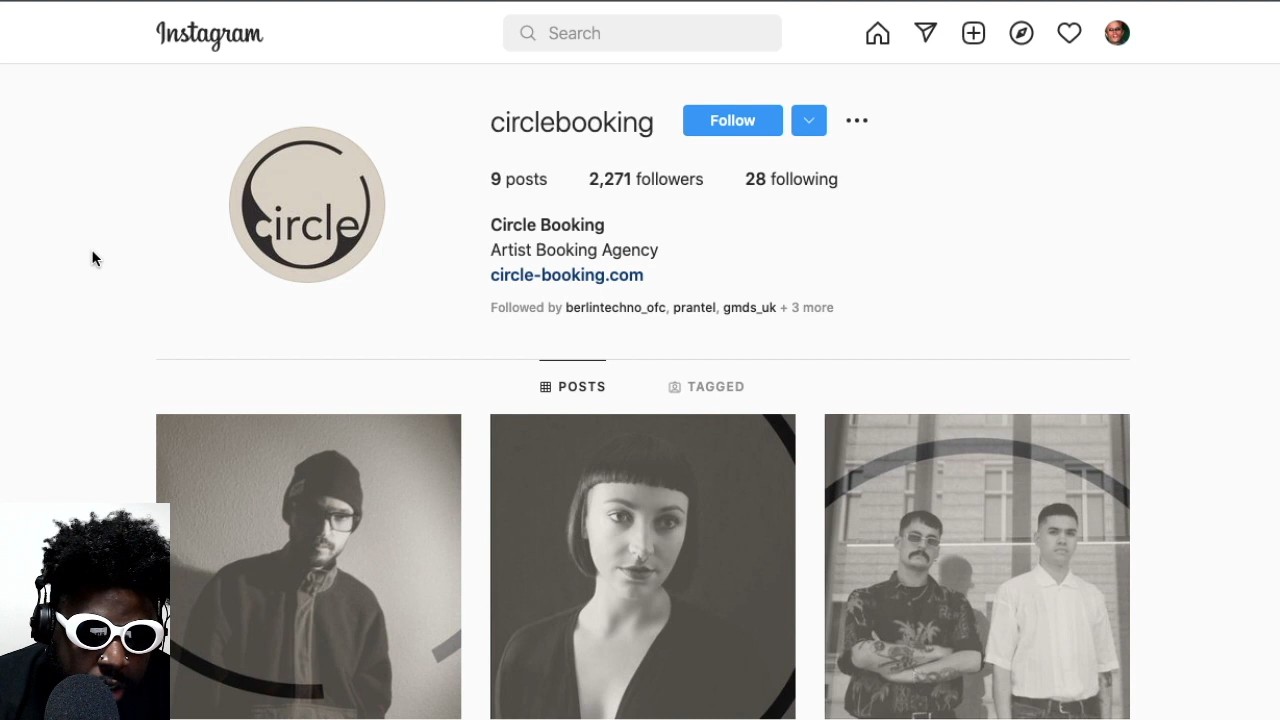 Instagram
Search
circlebooking
Follow
9 posts
2,271 followers
28 following
circle
Circle Booking
Artist Booking Agency
circle-booking.com
Followed by berlintechno_ofc, prantel, gmds_uk + 3 more
POSTS
TAGGED